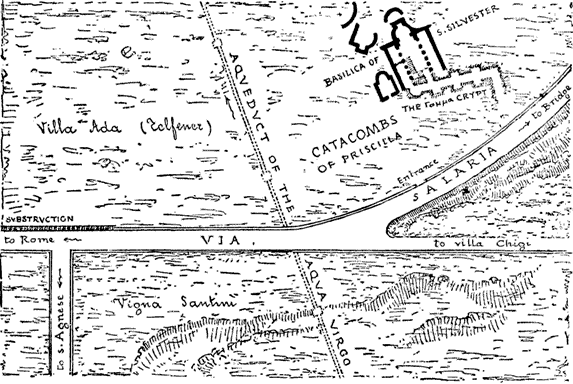 S. SILVESTER
BASILICA OF
THE Fowpa CRYPT
AQVEDVCT OF THE
Villa Ada (Telfener)
CATACOMBS
OF PRISCILLA
Entrance
SALARIA
to Bridge
SVBSTRVCTION
to Rome
VIA.
to villa Chigi
to S. Agnese
Vigna Santini
AQVA VIRGO